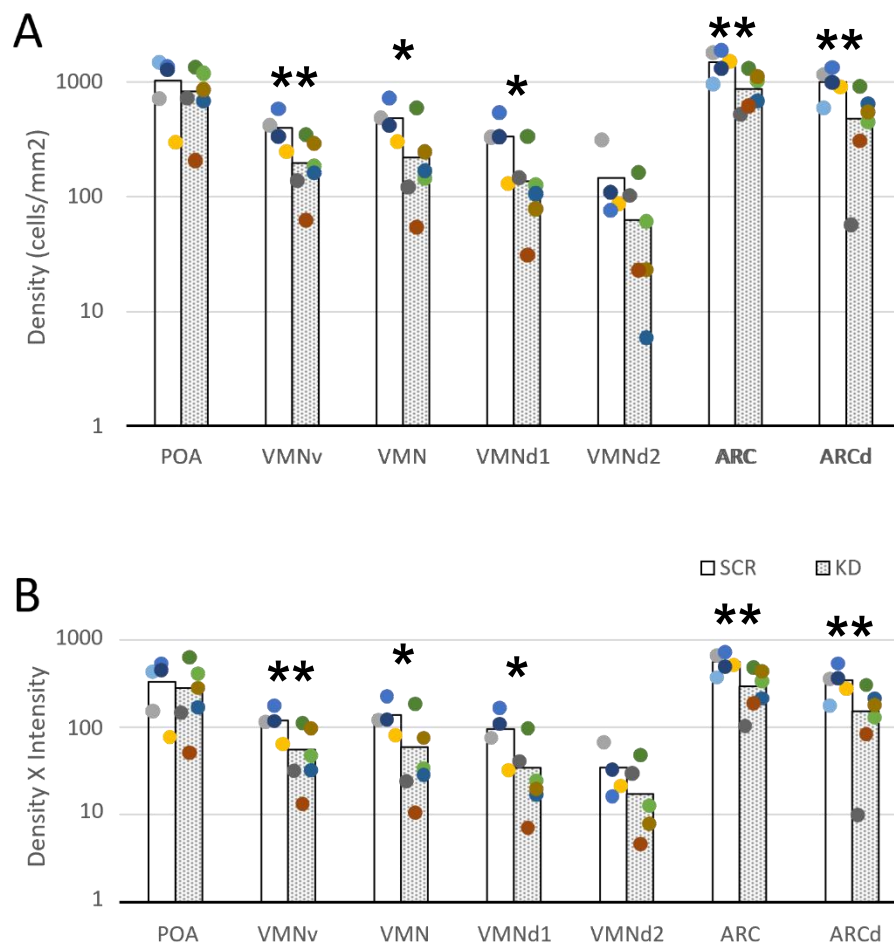 A
** * * ** **
1000
100
10
1
Density (cells/mm2)
POA VMNv VMN VMNd1 VMNd2 ARC ARCd
SCR KD
B
** * * ** **
1000
100
10
1
Density X Intensity
POA VMNv VMN VMNd1 VMNd2 ARC ARCd